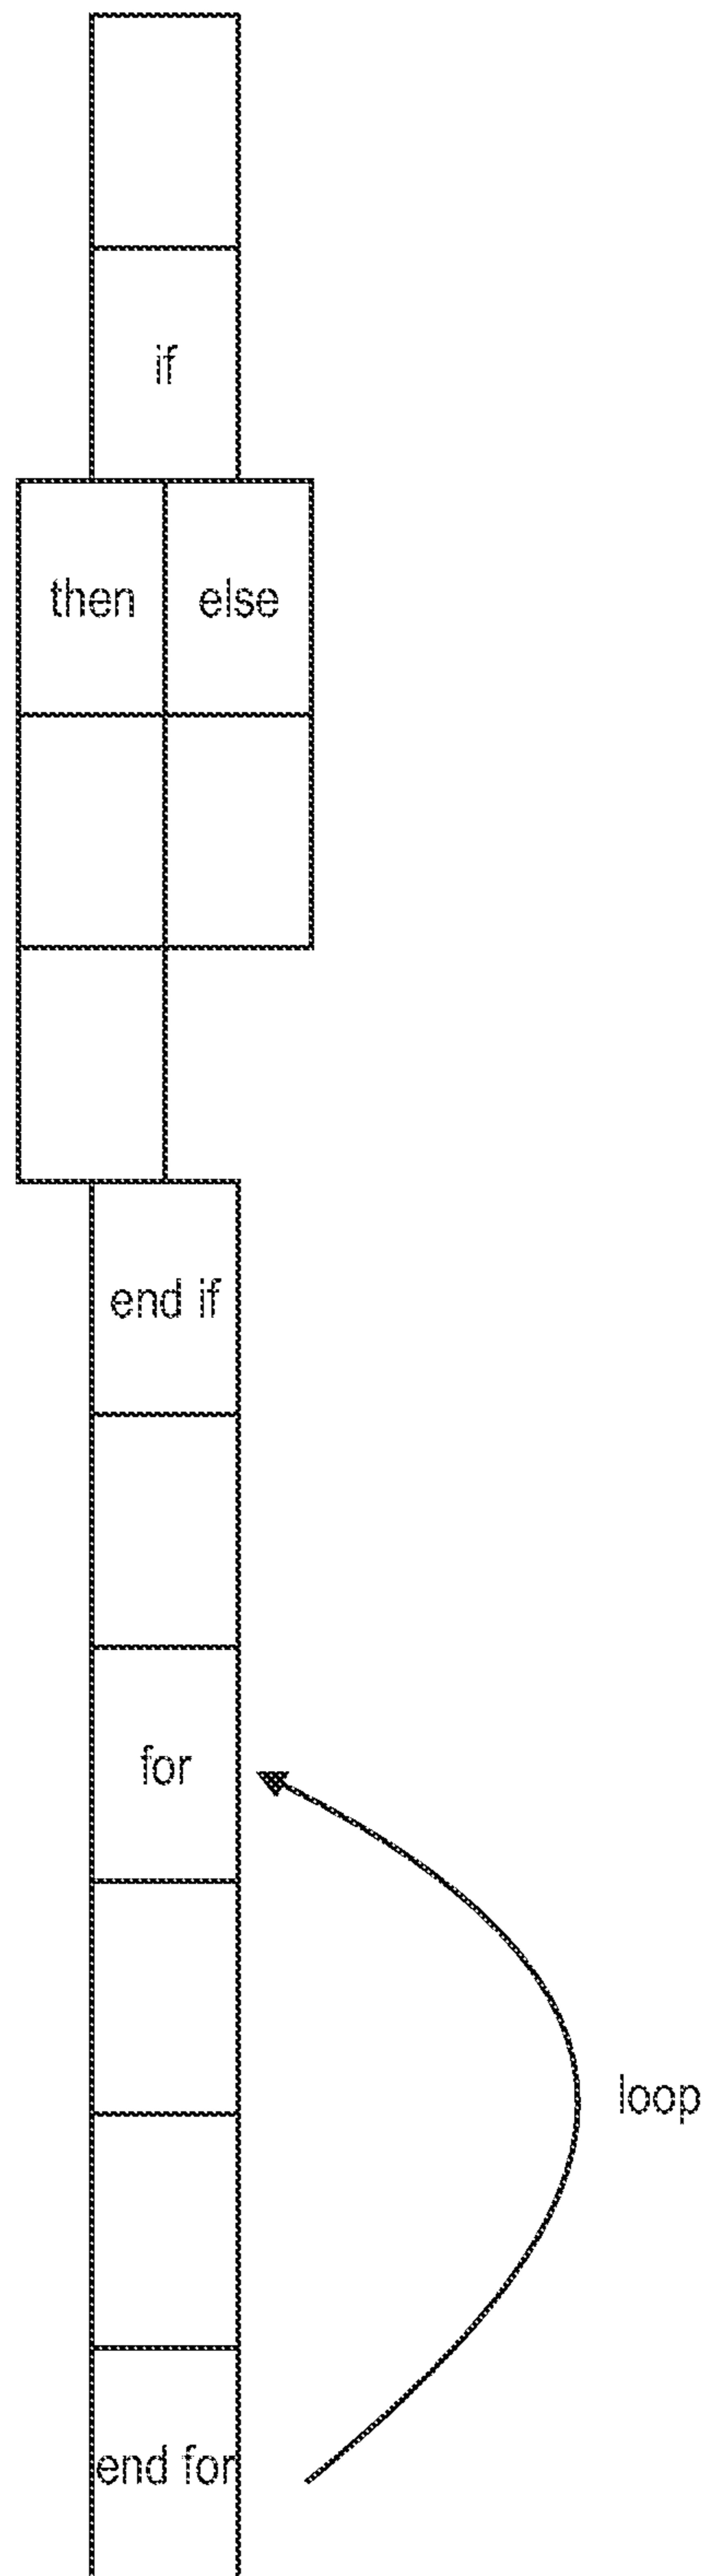 if
then else
end if
for
loop
end for